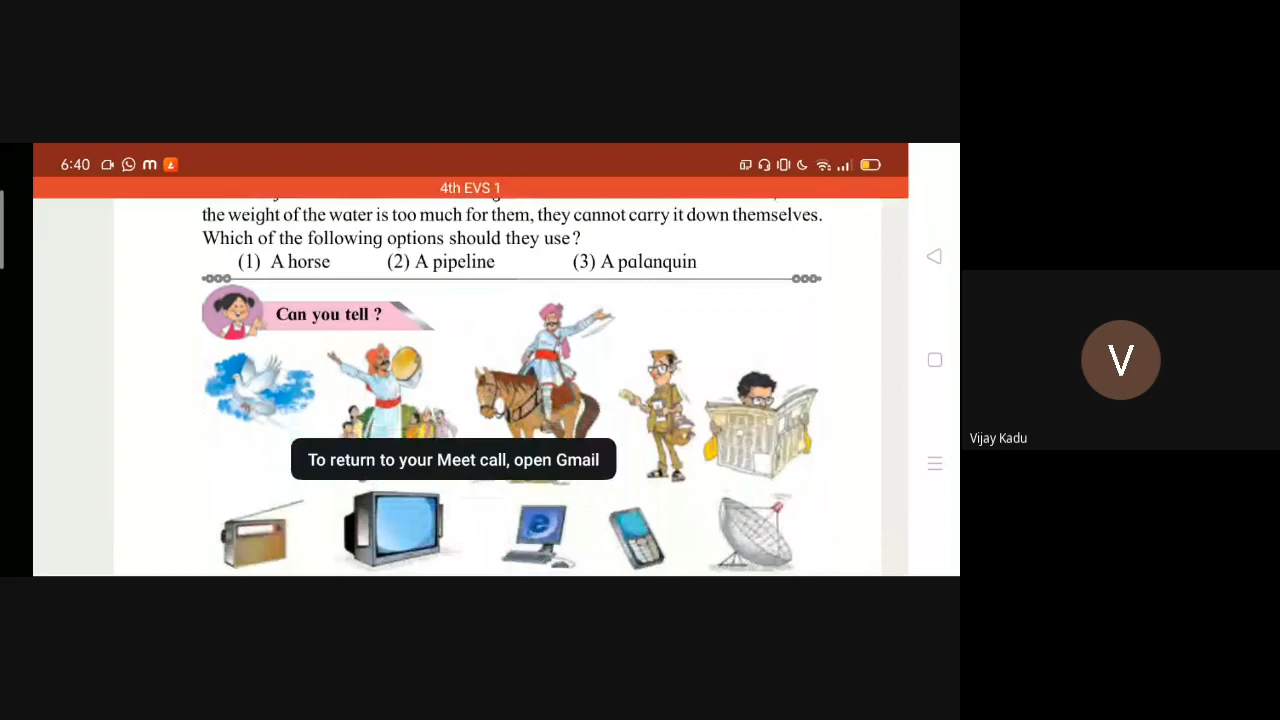 6:40
4th EVS 1
the weight of the water is too much for them, they cannot carry it down themselves.
Which of the following options should they use?
(1) A horse (2) A pipeline (3) A palanquin
Can you tell ?
To return to your Meet call, open Gmail
V
Vijay Kadu